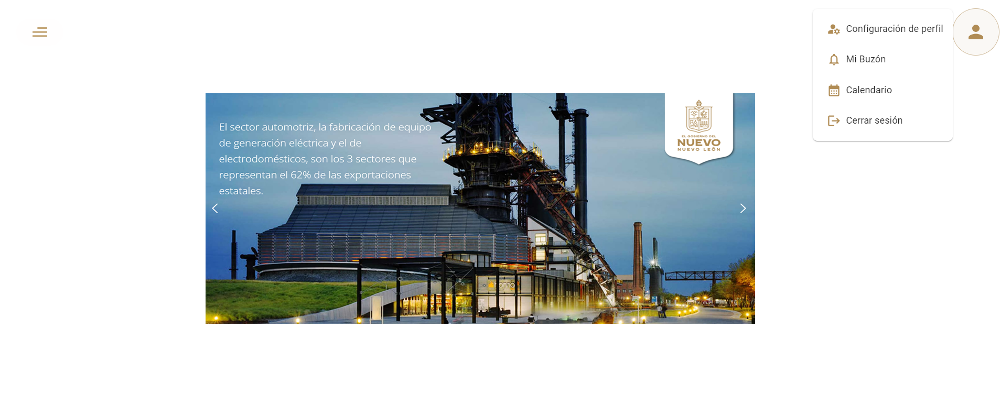 Configuración de perfil
Mi Buzón
Calendario
Cerrar sesión
El sector automotriz, la fabricación de equipo
de generación eléctrica y el de
electrodomésticos, son los 3 sectores que
representan el 62% de las exportaciones
estatales.
EL GOBIERNO DEL
NUEVO
NUEVO LEÓN
horno